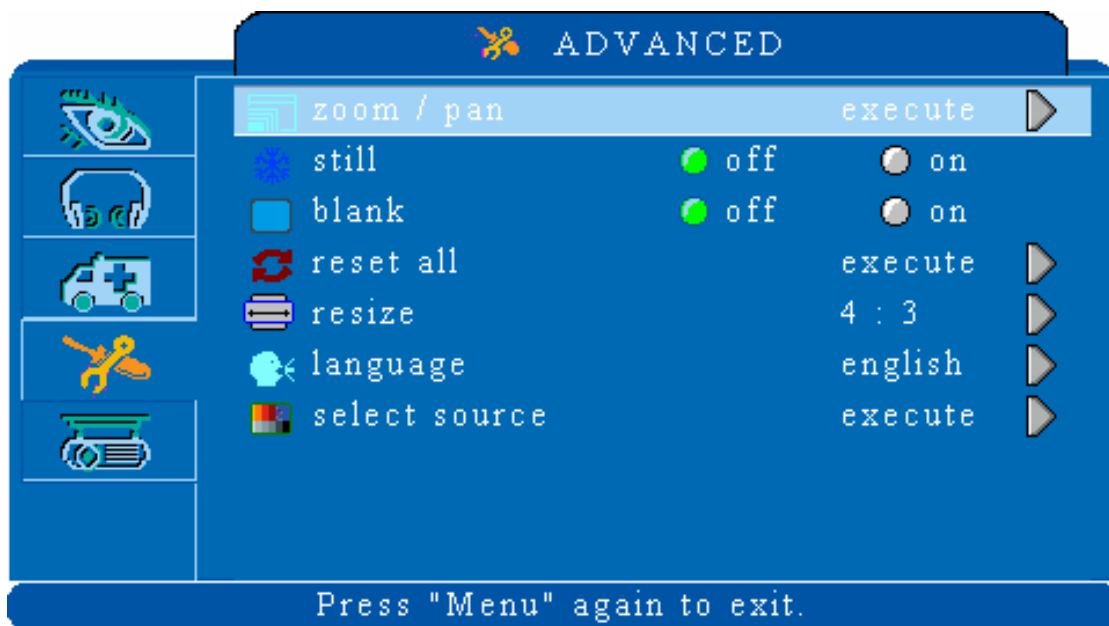 ADVANCED
zoom / pan execute
still off on
blank off on
reset all execute
resize 4 : 3
language english
select source execute
Press "Menu" again to exit.